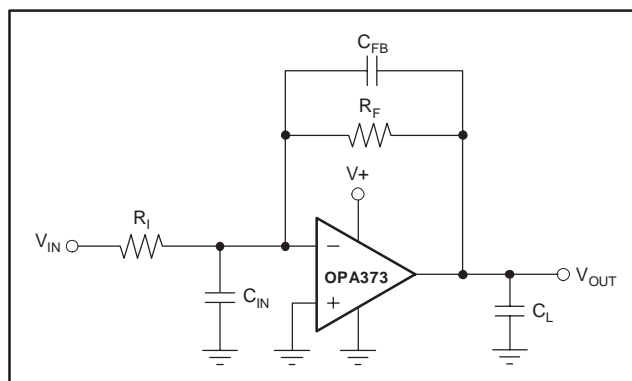 C_FB
R_F
V+
R_I
V_IN
−
OPA373
+
V_OUT
C_IN
C_L